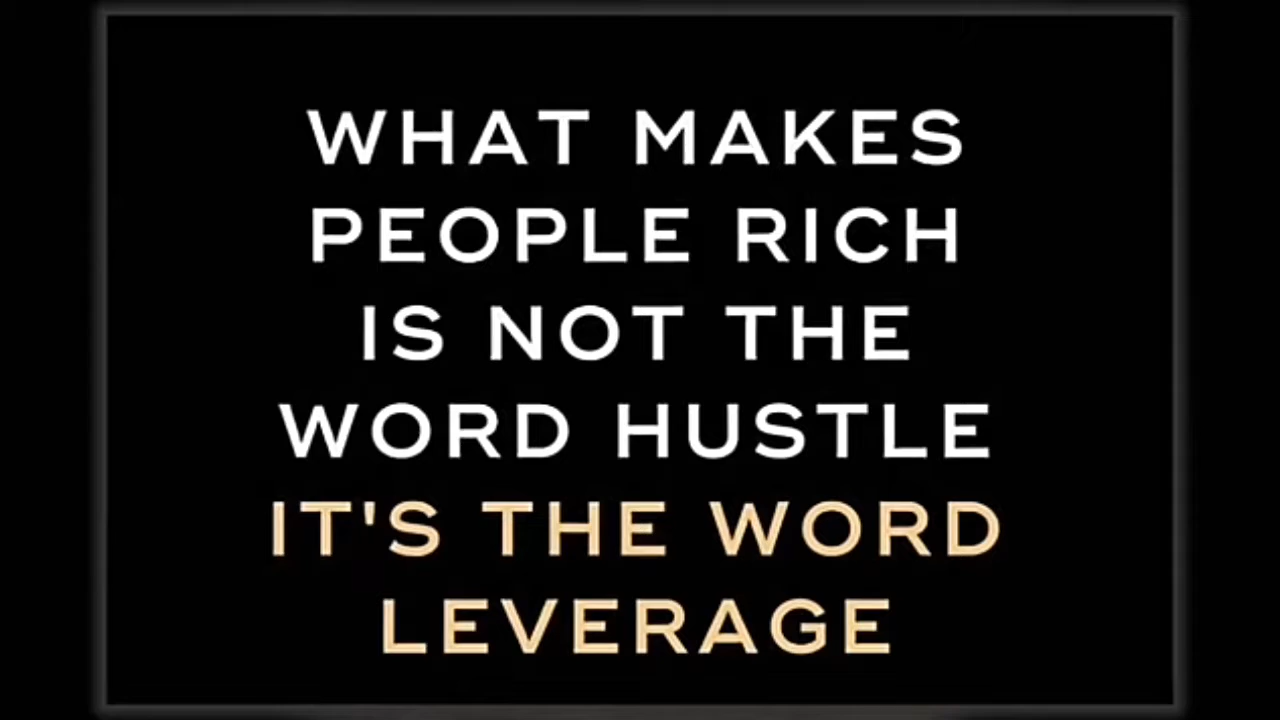 WHAT MAKES
PEOPLE RICH
IS NOT THE
WORD HUSTLE
IT'S THE WORD
LEVERAGE